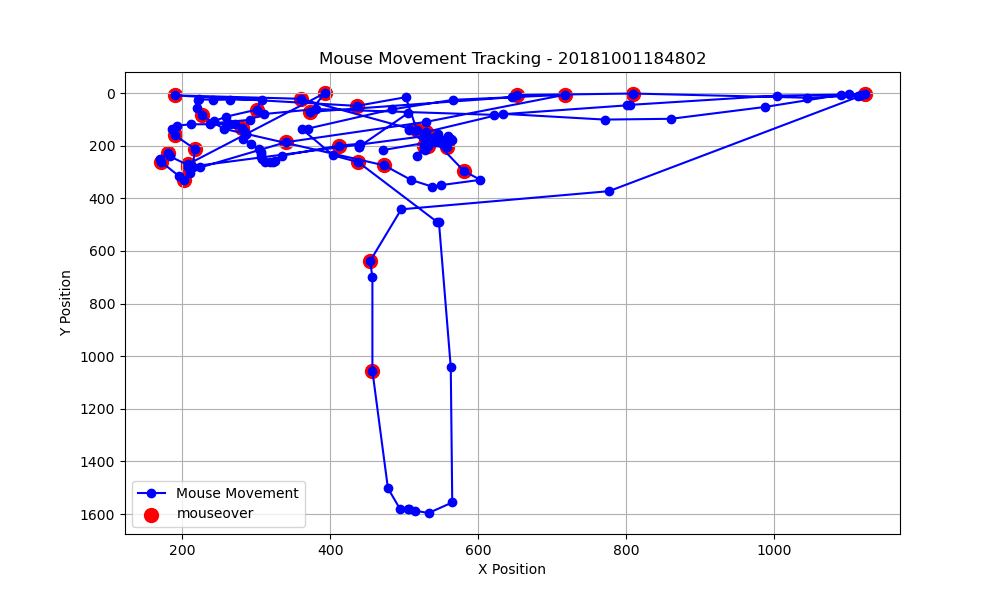 Mouse Movement Tracking - 20181001184802
Y Position
0
200
400
600
800
1000
1200
1400
1600
Mouse Movement
mouseover
200 400 600 800 1000
X Position